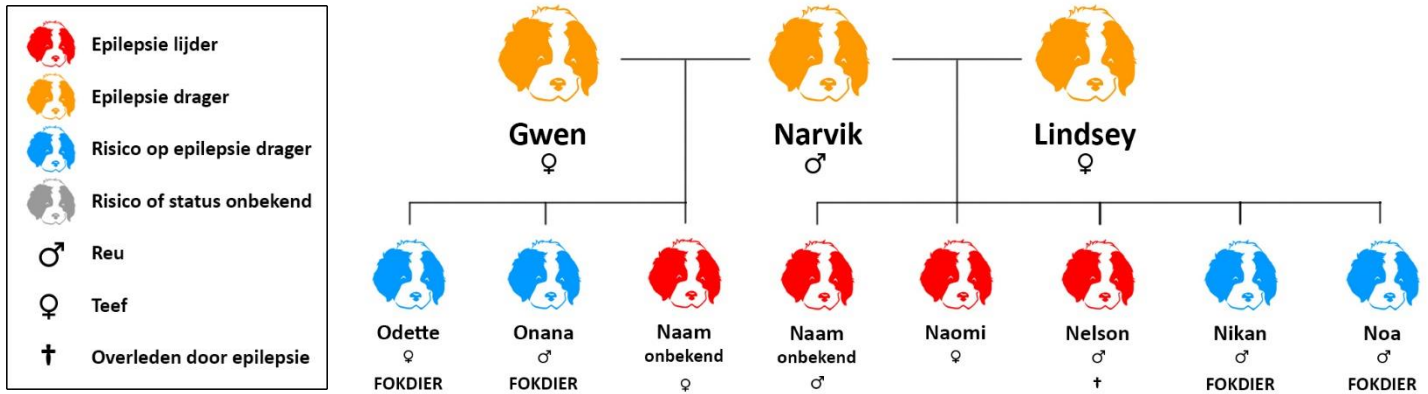 Epilepsie lijder
Epilepsie drager
Risico op epilepsie drager
Risico of status onbekend
♂ Reu
♀ Teef
✝ Overleden door epilepsie
Gwen
♀
Narvik
♂
Lindsey
♀
Odette
♀
FOKDIER
Onana
♂
FOKDIER
Naam
onbekend
♀
Naam
onbekend
♂
Naomi
♀
Nelson
♂
✝
Nikan
♂
FOKDIER
Noa
♂
FOKDIER